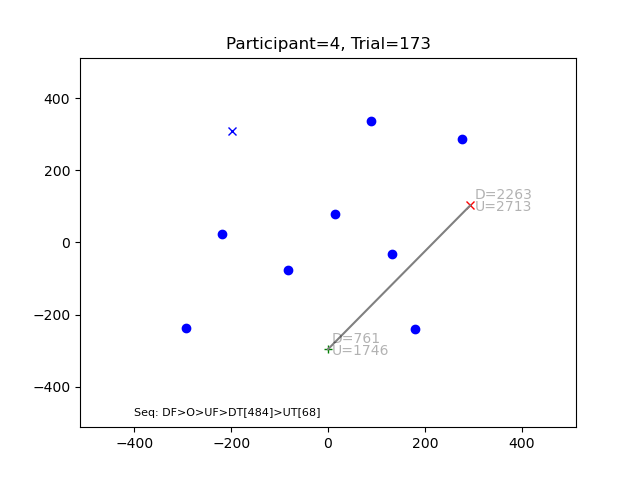 Participant=4, Trial=173
400
200
0
−200
−400
D=2263
U=2713
D=761
U=1746
Seq: DF>O>UF>DT[484]>UT[68]
−400
−200
0
200
400